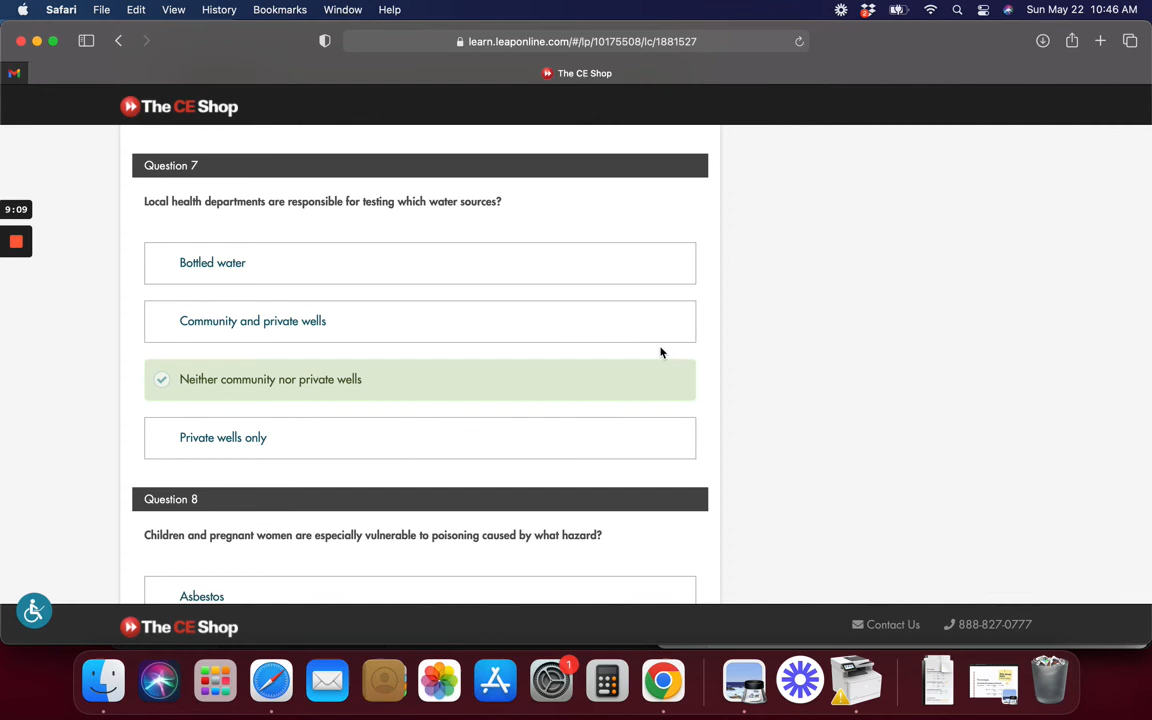 Safari File Edit View History Bookmarks Window Help 2 Sun May 22 10:46 AM
learn.leaponline.com/#/lp/10175508/lc/1881527
The CE Shop
The CE Shop
Question 7
9:09
Local health departments are responsible for testing which water sources?
Bottled water
Community and private wells
Neither community nor private wells
Private wells only
Question 8
Children and pregnant women are especially vulnerable to poisoning caused by what hazard?
Asbestos
The CE Shop Contact Us 888-827-0777
1